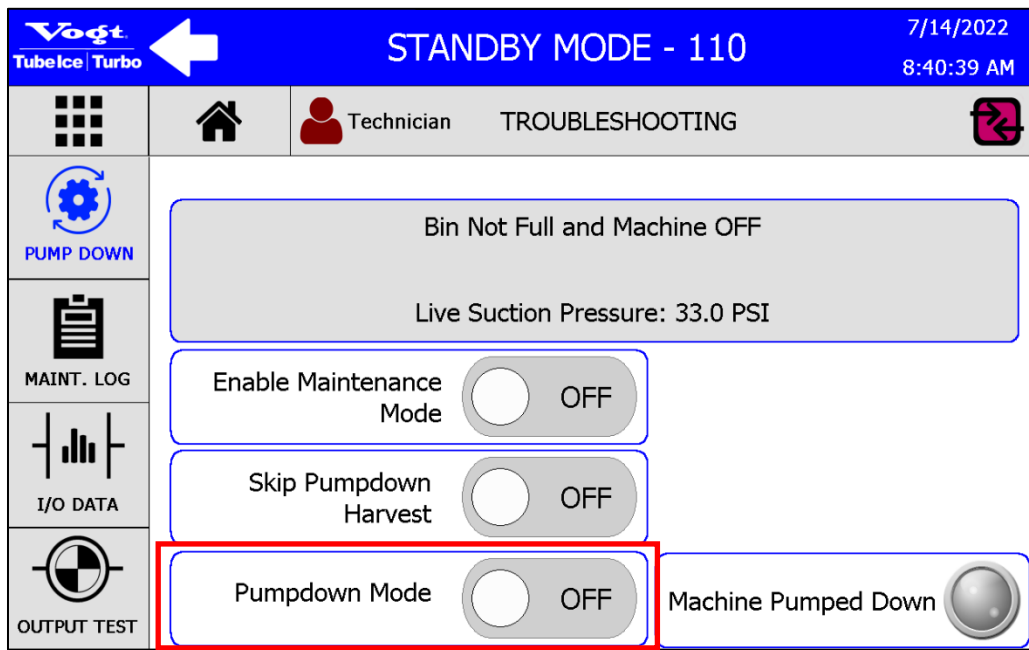 Vogt
Tube Ice | Turbo
STANDBY MODE - 110
7/14/2022
8:40:39 AM
Technician
TROUBLESHOOTING
PUMP DOWN
Bin Not Full and Machine OFF
Live Suction Pressure: 33.0 PSI
MAINT. LOG
Enable Maintenance
Mode
OFF
I/O DATA
Skip Pumpdown
Harvest
OFF
OUTPUT TEST
Pumpdown Mode
OFF
Machine Pumped Down